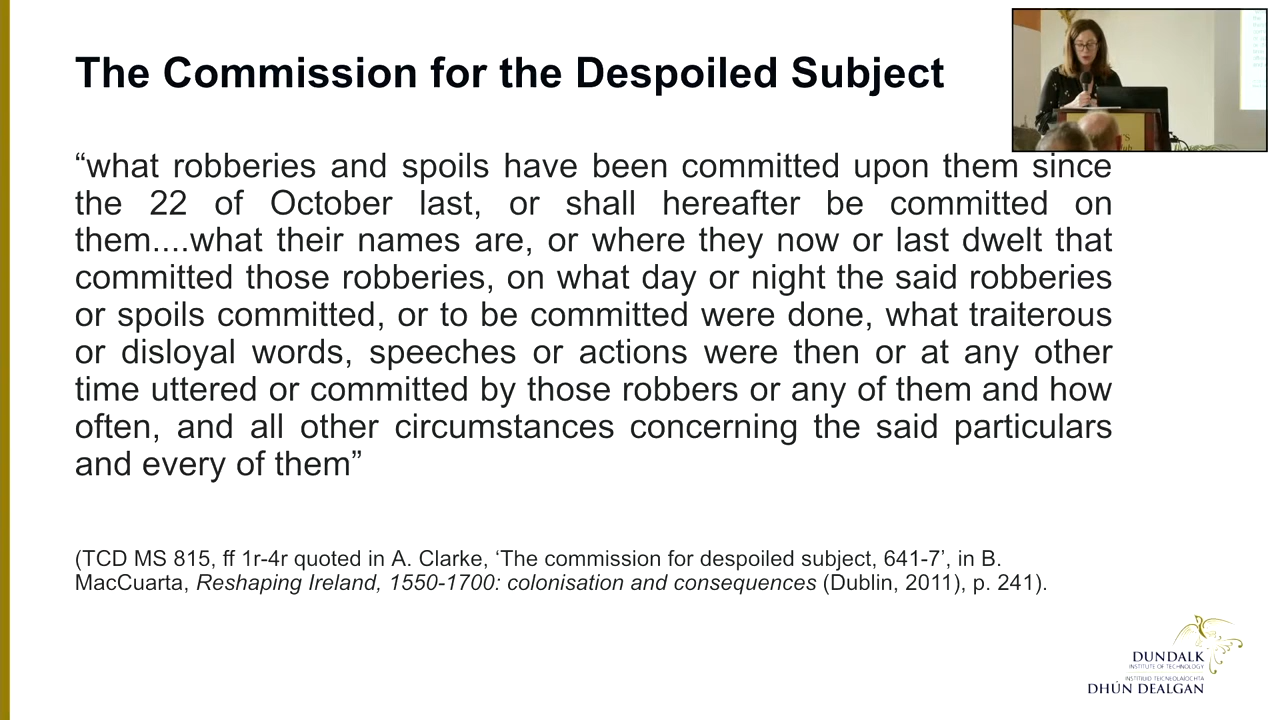 The Commission for the Despoiled Subject
“what robberies and spoils have been committed upon them since
the 22 of October last, or shall hereafter be committed on
them....what their names are, or where they now or last dwelt that
committed those robberies, on what day or night the said robberies
or spoils committed, or to be committed were done, what traiterous
or disloyal words, speeches or actions were then or at any other
time uttered or committed by those robbers or any of them and how
often, and all other circumstances concerning the said particulars
and every of them”
(TCD MS 815, ff 1r-4r quoted in A. Clarke, ‘The commission for despoiled subject, 641-7’, in B.
MacCuarta, Reshaping Ireland, 1550-1700: colonisation and consequences (Dublin, 2011), p. 241).
DUNDALK
INSTITUTE OF TECHNOLOGY
INSTITIÚID TEICNEOLAÍOCHTA
DHÚN DEALGAN